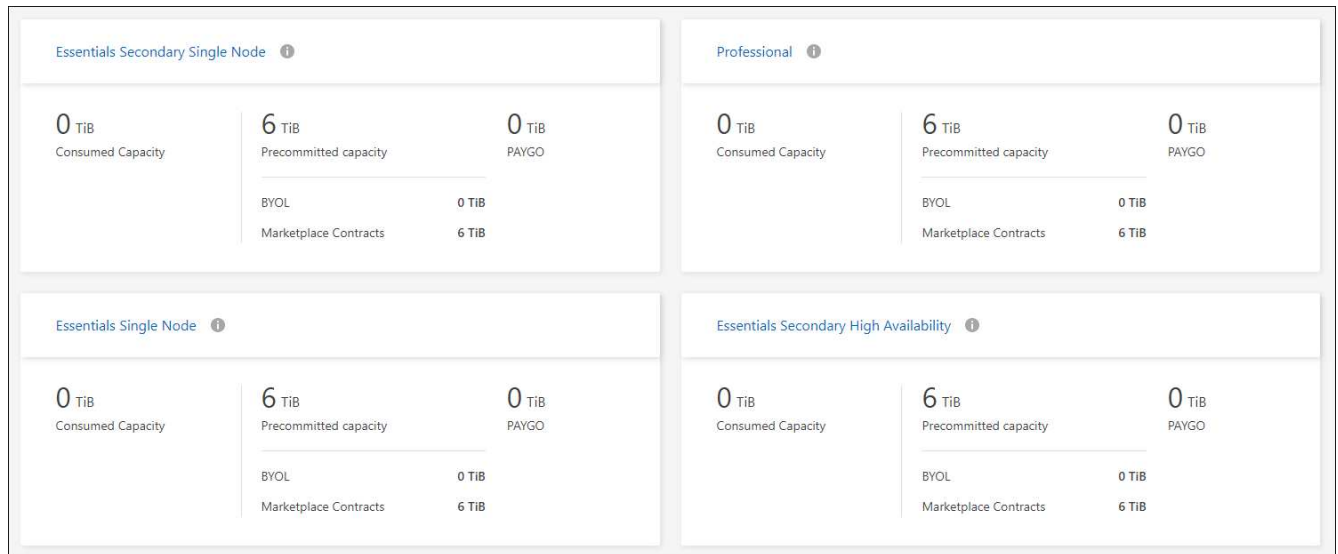 Essentials Secondary Single Node
0 TiB
Consumed Capacity
6 TiB
Precommitted capacity
BYOL 0 TiB
Marketplace Contracts 6 TiB
0 TiB
PAYGO
Professional
0 TiB
Consumed Capacity
6 TiB
Precommitted capacity
BYOL 0 TiB
Marketplace Contracts 6 TiB
0 TiB
PAYGO
Essentials Single Node
0 TiB
Consumed Capacity
6 TiB
Precommitted capacity
BYOL 0 TiB
Marketplace Contracts 6 TiB
0 TiB
PAYGO
Essentials Secondary High Availability
0 TiB
Consumed Capacity
6 TiB
Precommitted capacity
BYOL 0 TiB
Marketplace Contracts 6 TiB
0 TiB
PAYGO